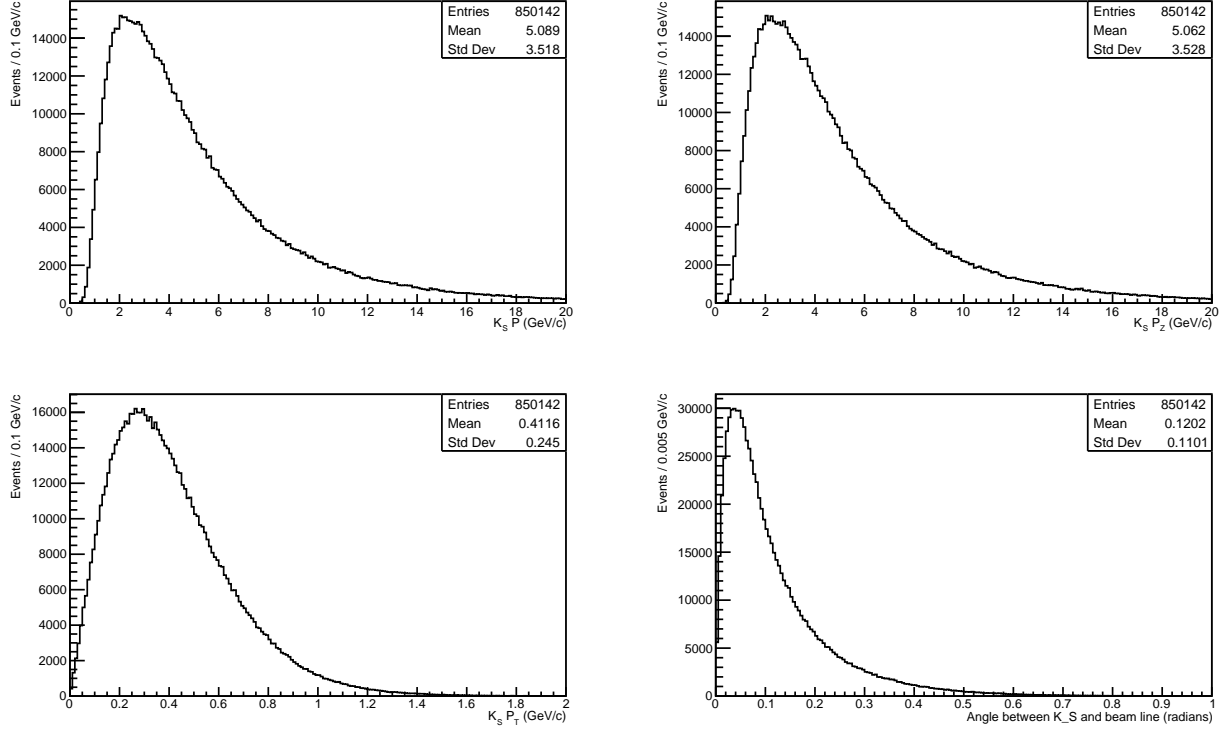 Events / 0.1 GeV/c
14000
12000
10000
8000
6000
4000
2000
0
Entries 850142
Mean 5.089
Std Dev 3.518
0 2 4 6 8 10 12 14 16 18 20
K_S P (GeV/c)
Events / 0.1 GeV/c
14000
12000
10000
8000
6000
4000
2000
0
Entries 850142
Mean 5.062
Std Dev 3.528
0 2 4 6 8 10 12 14 16 18 20
K_S P_Z (GeV/c)
Events / 0.1 GeV/c
16000
14000
12000
10000
8000
6000
4000
2000
0
Entries 850142
Mean 0.4116
Std Dev 0.245
0 0.2 0.4 0.6 0.8 1 1.2 1.4 1.6 1.8 2
K_S P_T (GeV/c)
Events / 0.005 GeV/c
30000
25000
20000
15000
10000
5000
0
Entries 850142
Mean 0.1202
Std Dev 0.1101
0 0.1 0.2 0.3 0.4 0.5 0.6 0.7 0.8 0.9 1
Angle between K_S and beam line (radians)